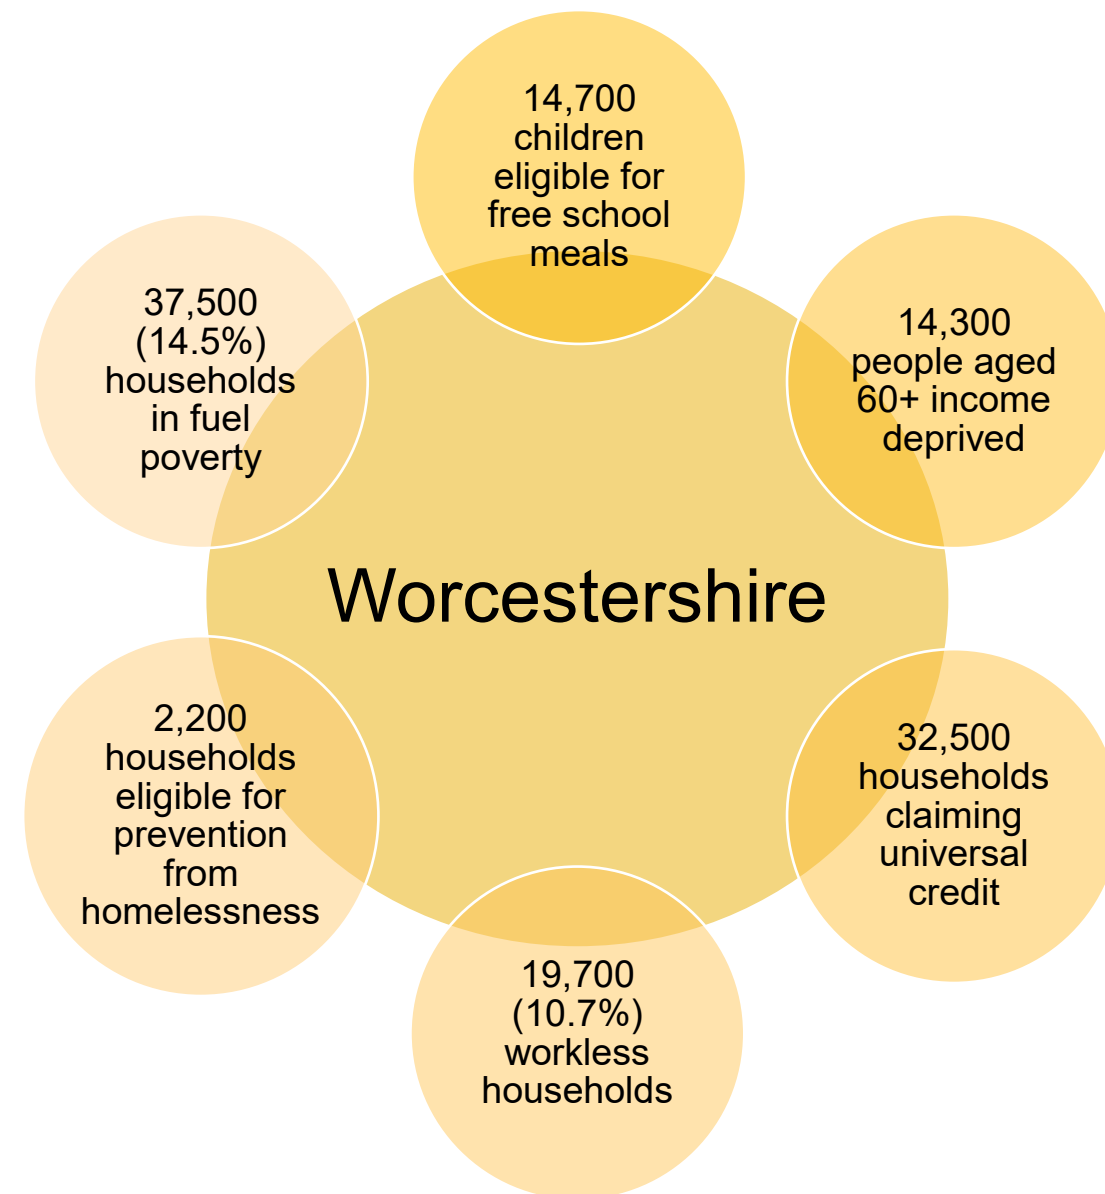 14,700
children
eligible for
free school
meals
14,300
people aged
60+ income
deprived
32,500
households
claiming
universal
credit
19,700
(10.7%)
workless
households
2,200
households
eligible for
prevention
from
homelessness
37,500
(14.5%)
households
in fuel
poverty
Worcestershire